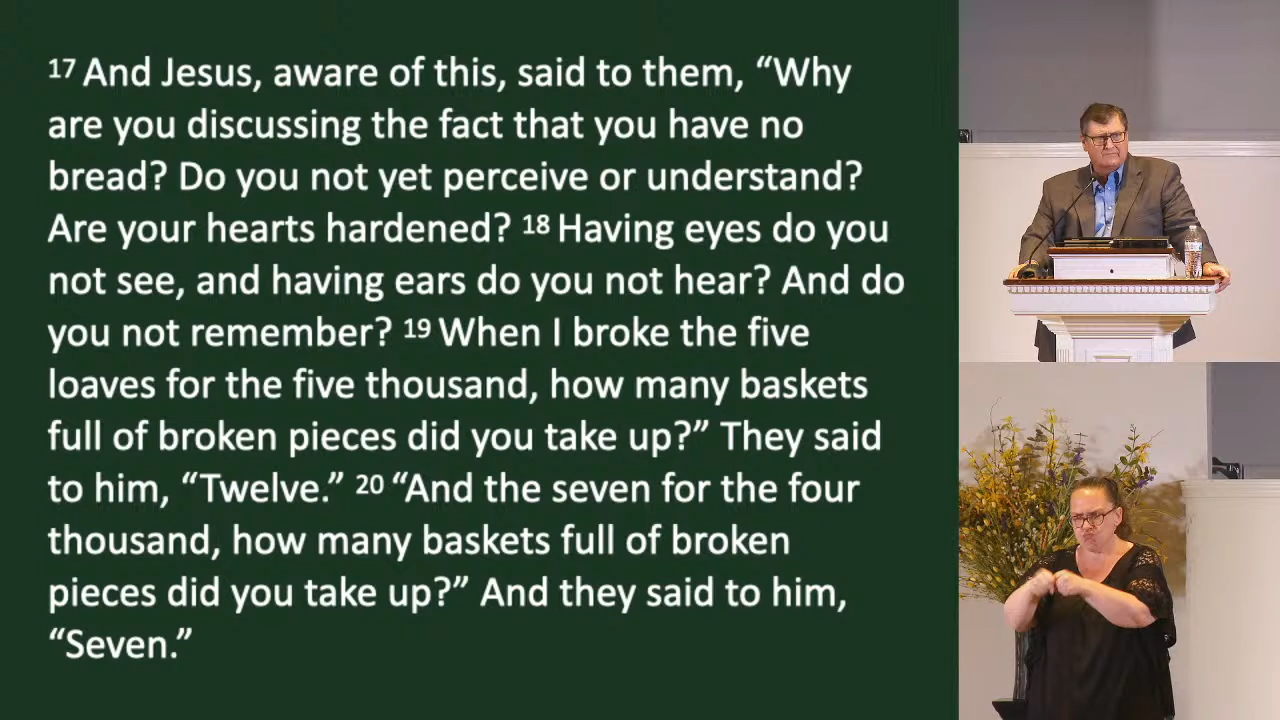 17 And Jesus, aware of this, said to them, “Why
are you discussing the fact that you have no
bread? Do you not yet perceive or understand?
Are your hearts hardened? 18 Having eyes do you
not see, and having ears do you not hear? And do
you not remember? 19 When I broke the five
loaves for the five thousand, how many baskets
full of broken pieces did you take up?” They said
to him, “Twelve.” 20 “And the seven for the four
thousand, how many baskets full of broken
pieces did you take up?” And they said to him,
“Seven.”